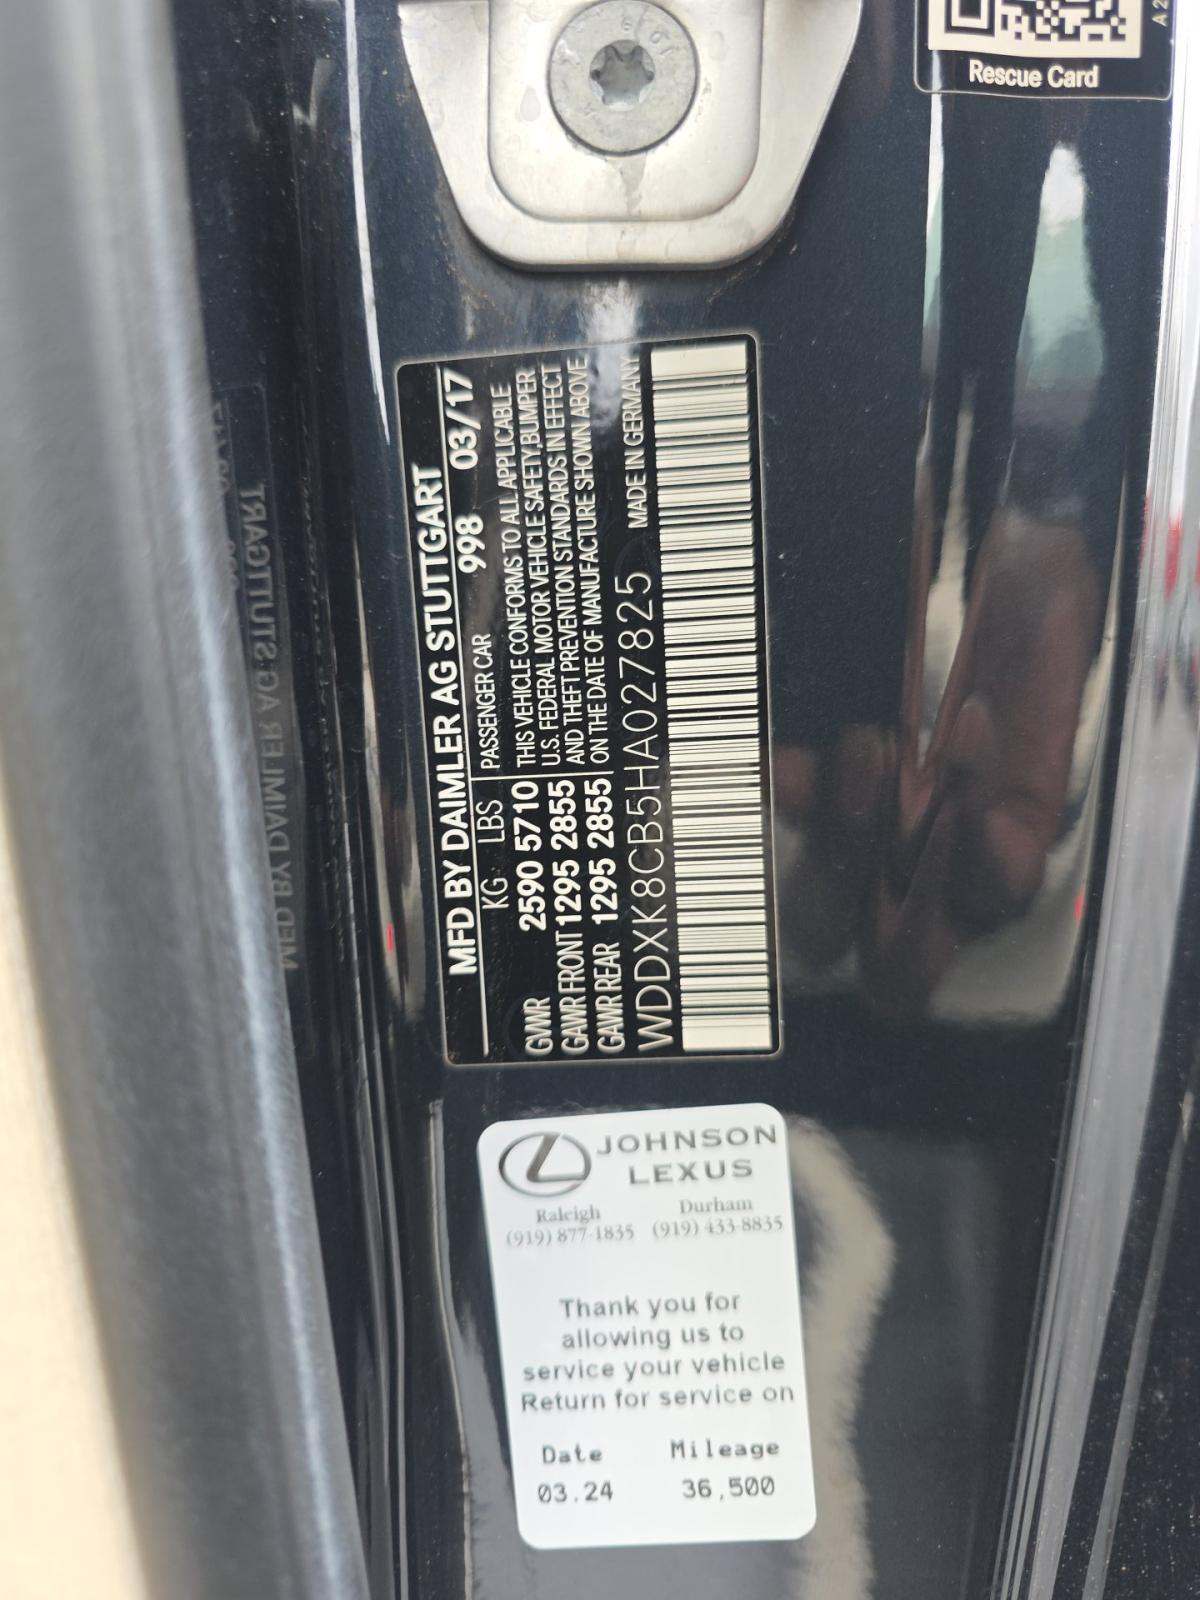 Rescue Card
MFD BY DAIMLER AG STUTTGART
KG LBS PASSENGER CAR 998 03/17
GVWR 2590 5710 THIS VEHICLE CONFORMS TO ALL APPLICABLE
GAWR FRONT 1295 2855 U.S. FEDERAL MOTOR VEHICLE SAFETY,BUMPER
GAWR REAR 1295 2855 AND THEFT PREVENTION STANDARDS IN EFFECT
ON THE DATE OF MANUFACTURE SHOWN ABOVE
WDDXK8CB5HA027825 MADE IN GERMANY
JOHNSON
LEXUS
Raleigh Durham
(919) 877-1835 (919) 433-8835
Thank you for
allowing us to
service your vehicle
Return for service on
Date Mileage
03.24 36,500